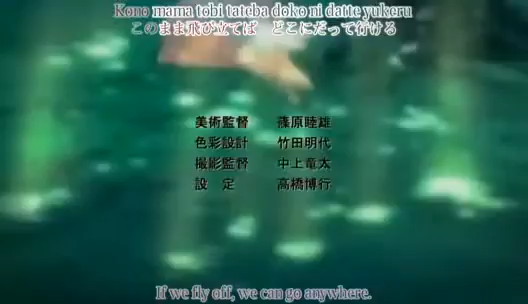 Kono mama tobi tateba doko ni datte yukeru
このまま飛び立てば　どこにだって行ける
美術監督　篠原睦雄
色彩設計　竹田明代
撮影監督　中上竜太
設　定　高橋博行
If we fly off, we can go anywhere.